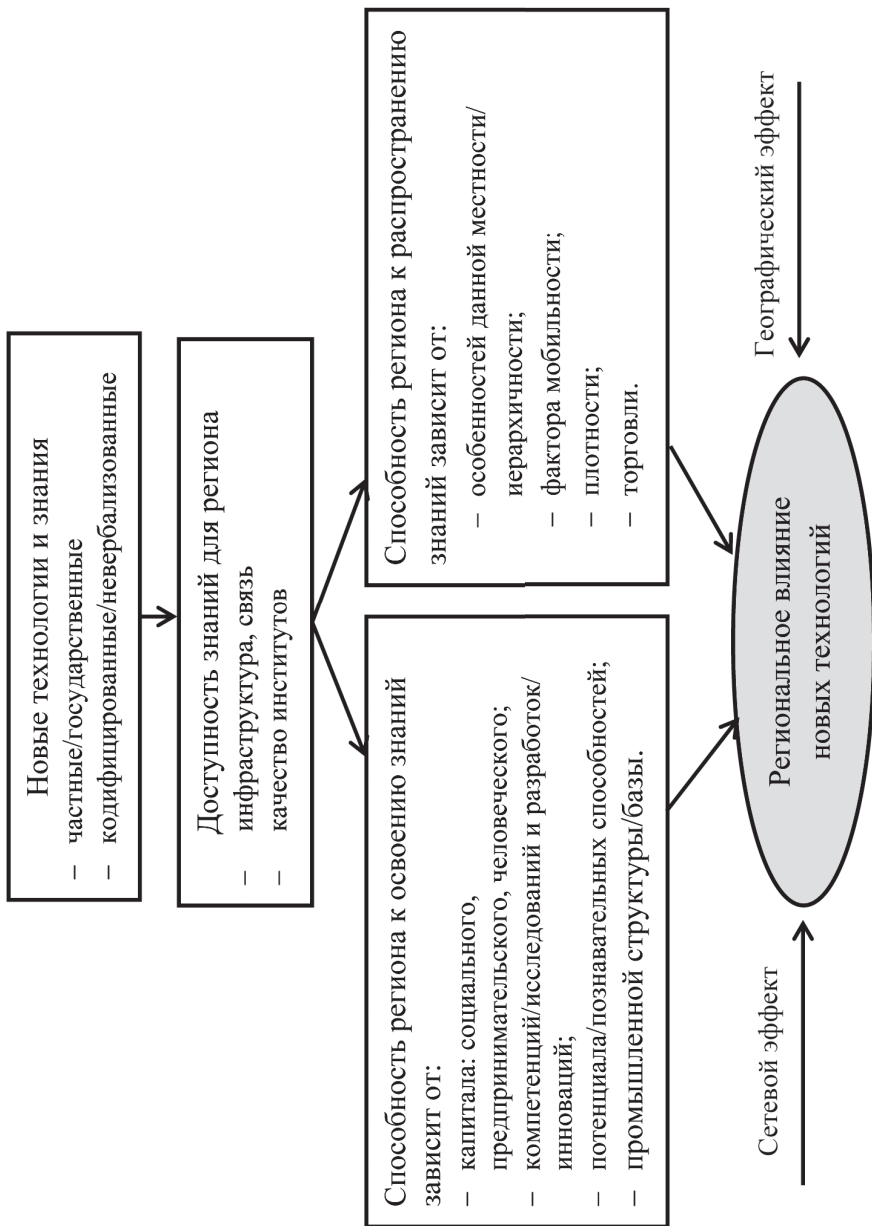 Новые технологии и знания
– частные/государственные
– кодифицированные/невербализованные
Доступность знаний для региона
– инфраструктура, связь
– качество институтов
Способность региона к освоению знаний
зависит от:
– капитала: социального,
предпринимательского, человеческого;
– компетенций/исследований и разработок/
инноваций;
– потенциала/познавательных способностей;
– промышленной структуры/базы.
Способность региона к распространению
знаний зависит от:
– особенностей данной местности/
иерархичности;
– фактора мобильности;
– плотности;
– торговли.
Сетевой эффект
Региональное влияние
новых технологий
Географический эффект